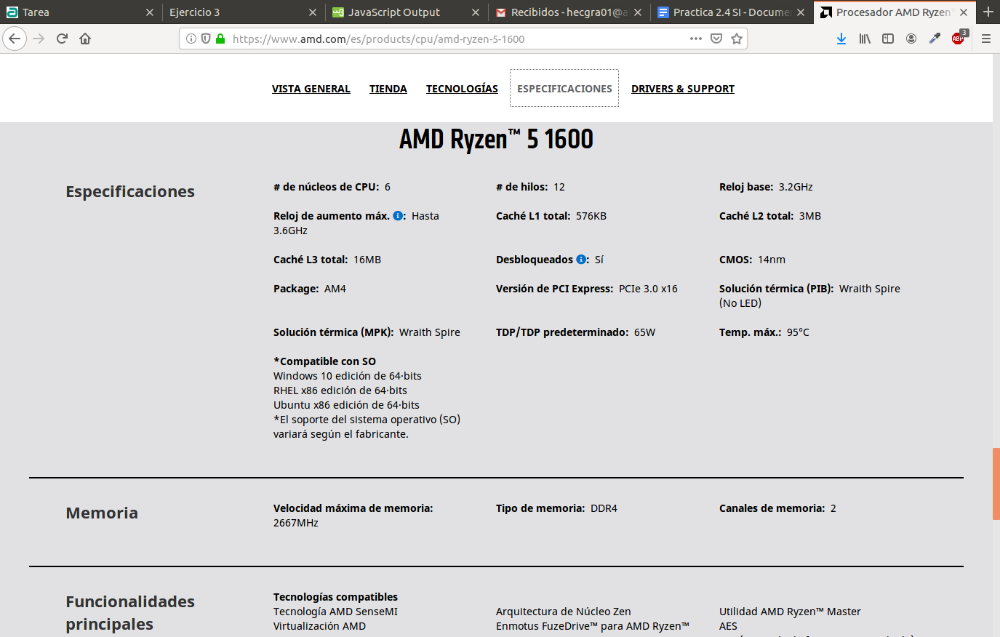 Tarea
Ejercicio 3
JavaScript Output
Recibidos - hecgra01@a
Practica 2.4 SI - Docume
Procesador AMD Ryzen™
https://www.amd.com/es/products/cpu/amd-ryzen-5-1600
ABP
3
VISTA GENERAL
TIENDA
TECNOLOGÍAS
ESPECIFICACIONES
DRIVERS & SUPPORT
AMD Ryzen™ 5 1600
Especificaciones
# de núcleos de CPU: 6
# de hilos: 12
Reloj base: 3.2GHz
Reloj de aumento máx. : Hasta
3.6GHz
Caché L1 total: 576KB
Caché L2 total: 3MB
Caché L3 total: 16MB
Desbloqueados : Sí
CMOS: 14nm
Package: AM4
Versión de PCI Express: PCIe 3.0 x16
Solución térmica (PIB): Wraith Spire
(No LED)
Solución térmica (MPK): Wraith Spire
TDP/TDP predeterminado: 65W
Temp. máx.: 95°C
*Compatible con SO
Windows 10 edición de 64·bits
RHEL x86 edición de 64·bits
Ubuntu x86 edición de 64·bits
*El soporte del sistema operativo (SO)
variará según el fabricante.
Memoria
Velocidad máxima de memoria:
2667MHz
Tipo de memoria: DDR4
Canales de memoria: 2
Funcionalidades
principales
Tecnologías compatibles
Tecnología AMD SenseMI
Virtualización AMD
Arquitectura de Núcleo Zen
Enmotus FuzeDrive™ para AMD Ryzen™
Utilidad AMD Ryzen™ Master
AES